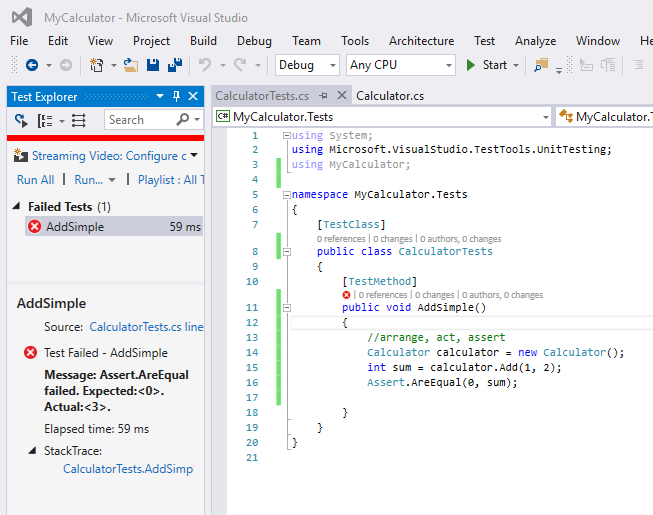 MyCalculator - Microsoft Visual Studio
File Edit View Project Build Debug Team Tools Architecture Test Analyze Window
Debug Any CPU Start
Test Explorer
Search
Streaming Video: Configure c
Run All Run... Playlist : All T
Failed Tests (1)
AddSimple 59 ms
AddSimple
Source: CalculatorTests.cs line
Test Failed - AddSimple
Message: Assert.AreEqual
failed. Expected:<0>.
Actual:<3>.
Elapsed time: 59 ms
StackTrace:
CalculatorTests.AddSimp
CalculatorTests.cs Calculator.cs
C# MyCalculator.Tests MyCalculator.T
1 using System;
2 using Microsoft.VisualStudio.TestTools.UnitTesting;
3 using MyCalculator;
4
5 namespace MyCalculator.Tests
6 {
7 [TestClass]
0 references | 0 changes | 0 authors, 0 changes
8 public class CalculatorTests
9 {
10 [TestMethod]
| 0 references | 0 changes | 0 authors, 0 changes
11 public void AddSimple()
12 {
13 //arrange, act, assert
14 Calculator calculator = new Calculator();
15 int sum = calculator.Add(1, 2);
16 Assert.AreEqual(0, sum);
17
18 }
19 }
20 }
21